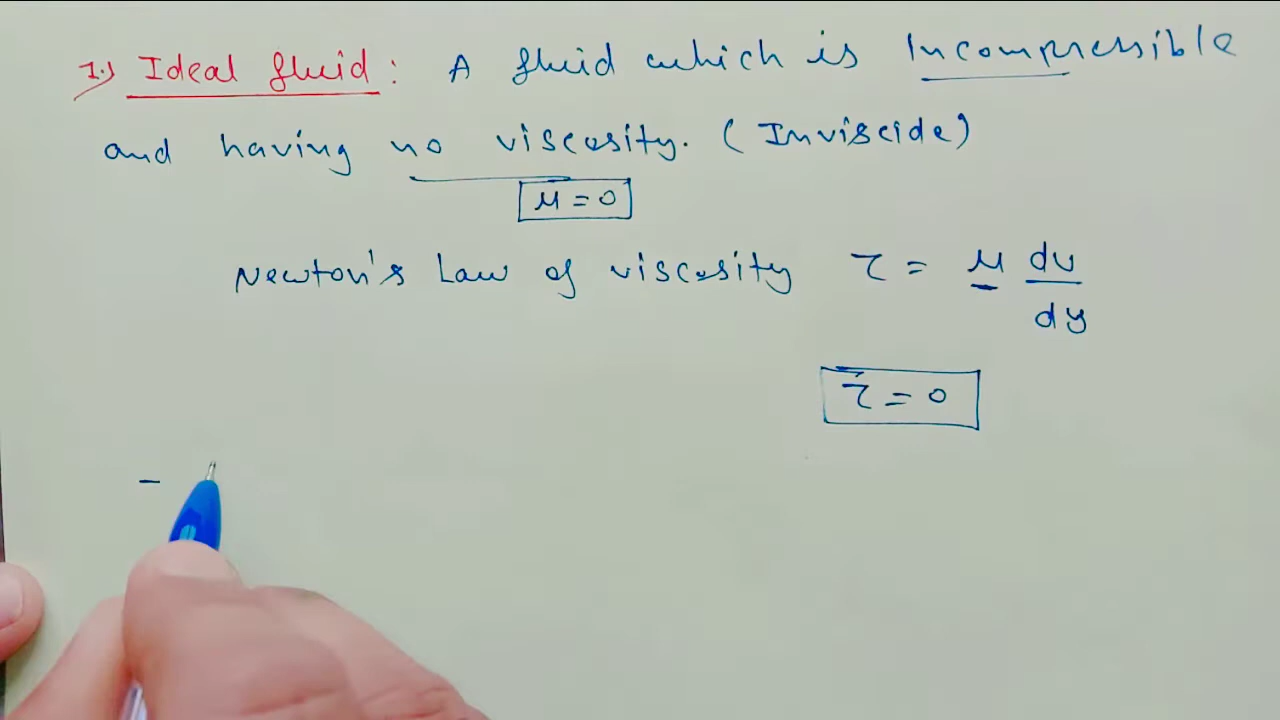 1.) Ideal fluid : A fluid which is Incompressible
and having no viscosity. (Inviscide)
μ = 0
Newton's Law of viscosity τ = μ du/dy
τ = 0
-